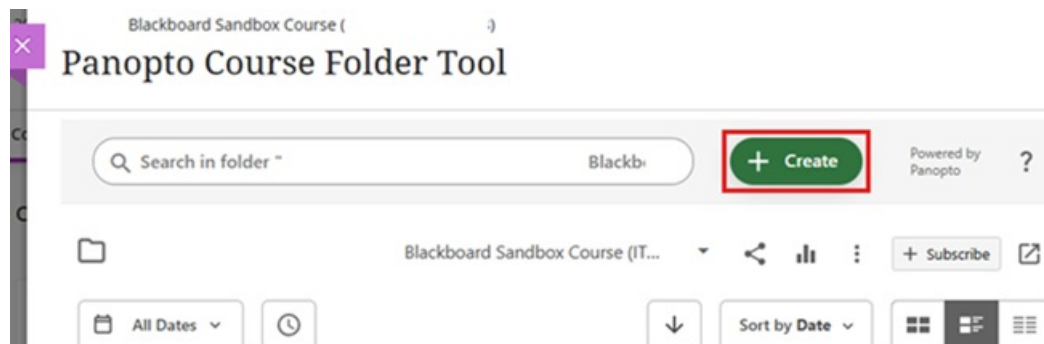 Blackboard Sandbox Course (
Panopto Course Folder Tool
Search in folder "
Blackb
+ Create
Powered by
Panopto
?
Blackboard Sandbox Course (IT...
+ Subscribe
All Dates
Sort by Date